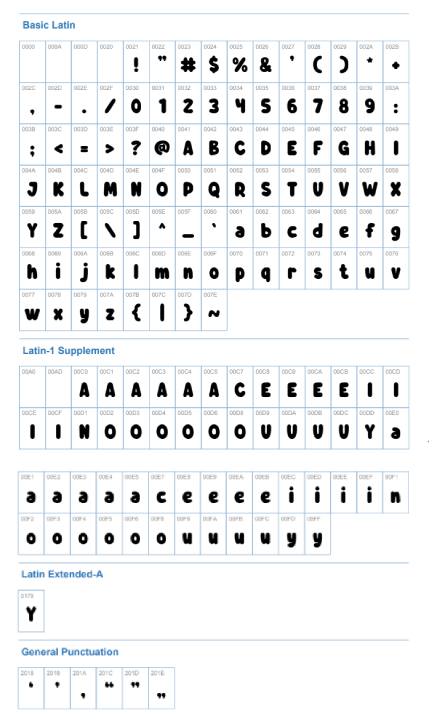 Basic Latin
0000 000A 000D 0020 0021 0022 0023 0024 0025 0026 0027 0028 0029 002A 002B
! " # $ % & ' ( ) * +
002C 002D 002E 002F 0030 0031 0032 0033 0034 0035 0036 0037 0038 0039 003A
, - . / 0 1 2 3 4 5 6 7 8 9 :
003B 003C 003D 003E 003F 0040 0041 0042 0043 0044 0045 0046 0047 0048 0049
; < = > ? @ A B C D E F G H I
004A 004B 004C 004D 004E 004F 0050 0051 0052 0053 0054 0055 0056 0057 0058
J K L M N O P Q R S T U V W X
0059 005A 005B 005C 005D 005E 005F 0060 0061 0062 0063 0064 0065 0066 0067
Y Z [ \ ] ^ _ ` a b c d e f g
0068 0069 006A 006B 006C 006D 006E 006F 0070 0071 0072 0073 0074 0075 0076
h i j k l m n o p q r s t u v
0077 0078 0079 007A 007B 007C 007D 007E
w x y z { | } ~
Latin-1 Supplement
00A0 00AD 00C0 00C1 00C2 00C3 00C4 00C5 00C7 00C8 00C9 00CA 00CB 00CC 00CD
A A A A A A C E E E E I I
00CE 00CF 00D1 00D2 00D3 00D4 00D5 00D6 00D8 00D9 00DA 00DB 00DC 00DD 00E0
I I N O O O O O O U U U U Y a
00E1 00E2 00E3 00E4 00E5 00E7 00E8 00E9 00EA 00EB 00EC 00ED 00EE 00EF 00F1
a a a a a c e e e e i i i i n
00F2 00F3 00F4 00F5 00F6 00F8 00F9 00FA 00FB 00FC 00FD 00FF
o o o o o o u u u u y y
Latin Extended-A
0178
Y
General Punctuation
2018 2019 201A 201C 201D 201E
‘ ’ ‚ “ ” „